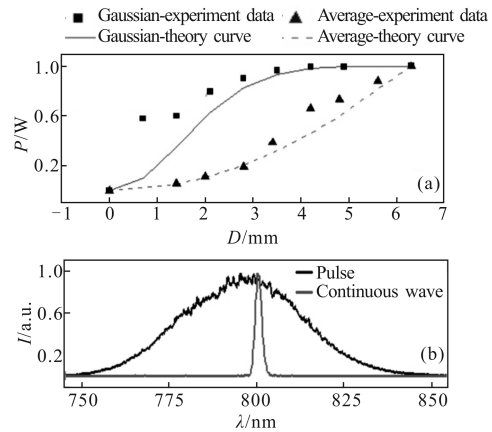 Gaussian-experiment data Average-experiment data
Gaussian-theory curve Average-theory curve
1.0
0.6
0.2
P/W
(a)
−1 0 1 2 3 4 5 6 7
D/mm
1.0
0.6
0.2
I/a.u.
Pulse
Continuous wave
(b)
750 775 800 825 850
λ/nm